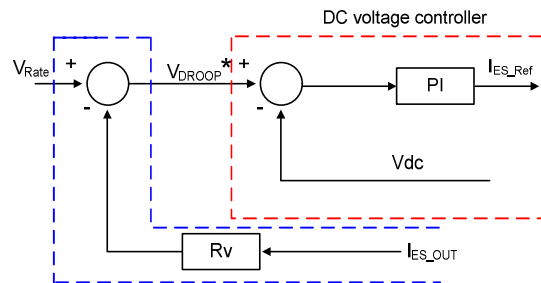 DC voltage controller
V_Rate + - V_DROOP* + - PI I_ES_Ref
Vdc
Rv I_ES_OUT